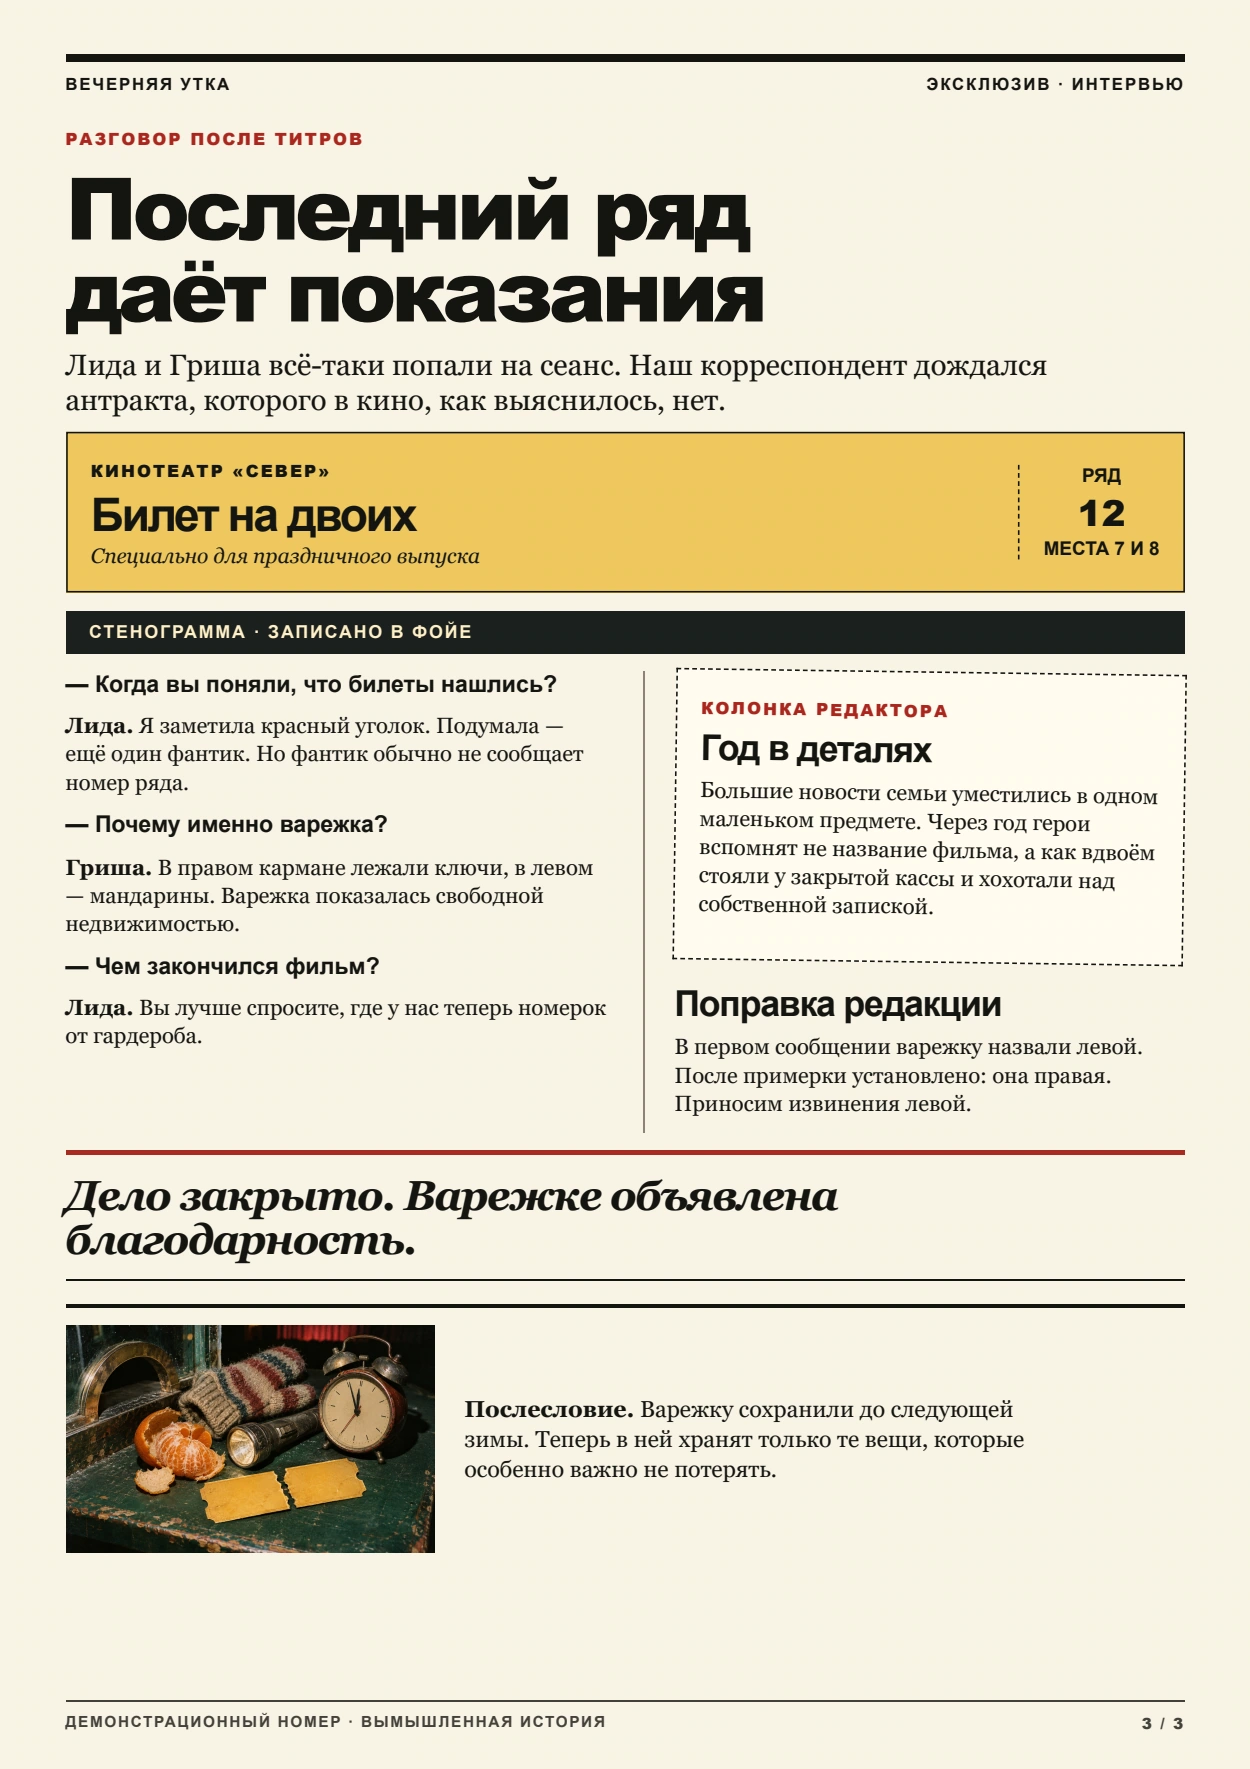 ВЕЧЕРНЯЯ УТКА
ЭКСКЛЮЗИВ · ИНТЕРВЬЮ
РАЗГОВОР ПОСЛЕ ТИТРОВ
Последний ряд
даёт показания
Лида и Гриша всё-таки попали на сеанс. Наш корреспондент дождался
антракта, которого в кино, как выяснилось, нет.
КИНОТЕАТР «СЕВЕР»
Билет на двоих
Специально для праздничного выпуска
РЯД
12
МЕСТА 7 И 8
СТЕНОГРАММА · ЗАПИСАНО В ФОЙЕ
— Когда вы поняли, что билеты нашлись?
Лида. Я заметила красный уголок. Подумала —
ещё один фантик. Но фантик обычно не сообщает
номер ряда.
— Почему именно варежка?
Гриша. В правом кармане лежали ключи, в левом
— мандарины. Варежка показалась свободной
недвижимостью.
— Чем закончился фильм?
Лида. Вы лучше спросите, где у нас теперь номерок
от гардероба.
КОЛОНКА РЕДАКТОРА
Год в деталях
Большие новости семьи уместились в одном
маленьком предмете. Через год герои
вспомнят не название фильма, а как вдвоём
стояли у закрытой кассы и хохотали над
собственной запиской.
Поправка редакции
В первом сообщении варежку назвали левой.
После примерки установлено: она правая.
Приносим извинения левой.
Дело закрыто. Варежке объявлена
благодарность.
Послесловие. Варежку сохранили до следующей
зимы. Теперь в ней хранят только те вещи, которые
особенно важно не потерять.
ДЕМОНСТРАЦИОННЫЙ НОМЕР · ВЫМЫШЛЕННАЯ ИСТОРИЯ
3 / 3